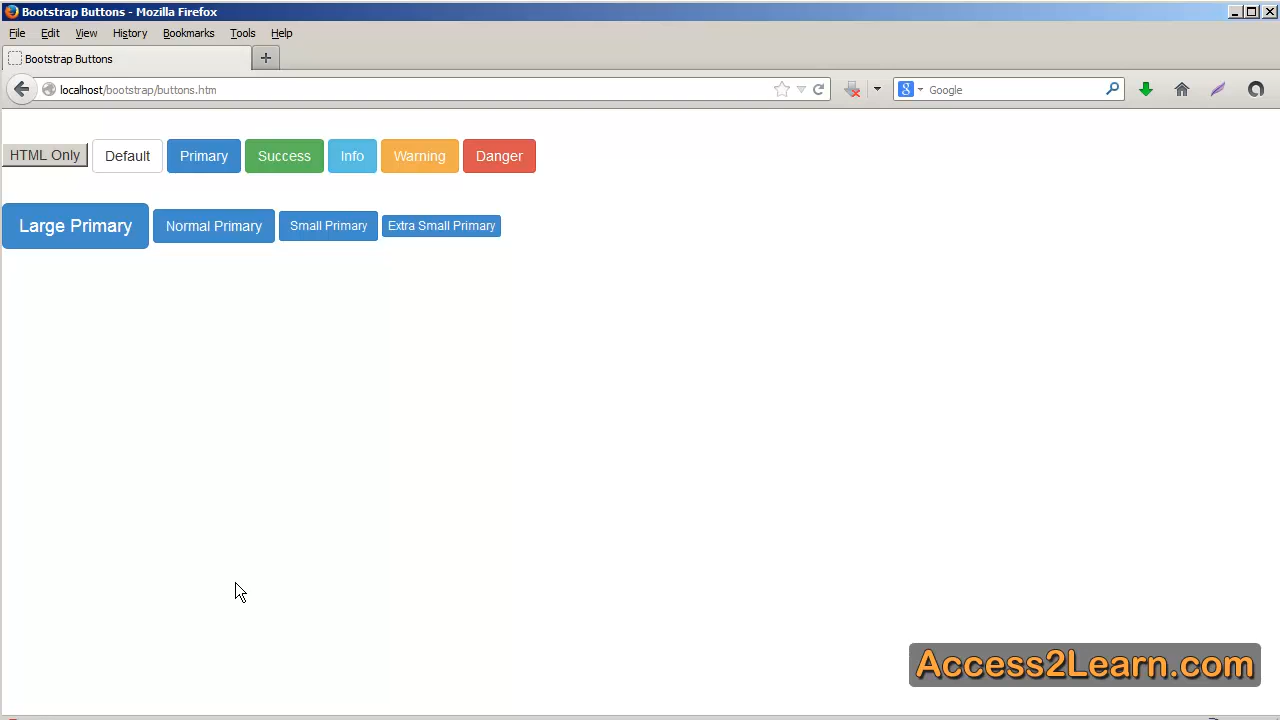 Bootstrap Buttons - Mozilla Firefox
File Edit View History Bookmarks Tools Help
Bootstrap Buttons
localhost/bootstrap/buttons.htm
Google
HTML Only Default Primary Success Info Warning Danger
Large Primary Normal Primary Small Primary Extra Small Primary
Access2Learn.com